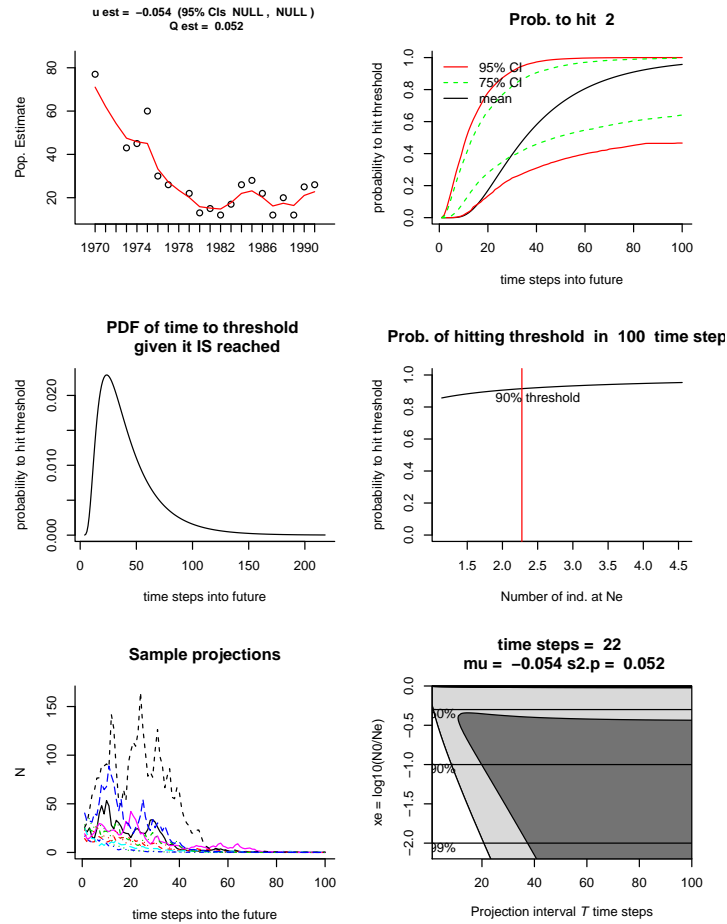 u est = −0.054 (95% CIs NULL , NULL )
Q est = 0.052
Pop. Estimate
80
60
40
20
1970 1974 1978 1982 1986 1990
Prob. to hit 2
probability to hit threshold
1.0
0.8
0.6
0.4
0.2
0.0
95% CI
75% CI
mean
0 20 40 60 80 100
time steps into future
PDF of time to threshold
given it IS reached
probability to hit threshold
0.020
0.010
0.000
0 50 100 150 200
time steps into future
Prob. of hitting threshold in 100 time step
probability to hit threshold
1.0
0.8
0.6
0.4
0.2
0.0
90% threshold
1.5 2.0 2.5 3.0 3.5 4.0 4.5
Number of ind. at Ne
Sample projections
N
150
100
50
0
0 20 40 60 80 100
time steps into the future
time steps = 22
mu = −0.054 s2.p = 0.052
xe = log10(N0/Ne)
0.0
−0.5
−1.0
−1.5
−2.0
90%
99%
20 40 60 80 100
Projection interval T time steps